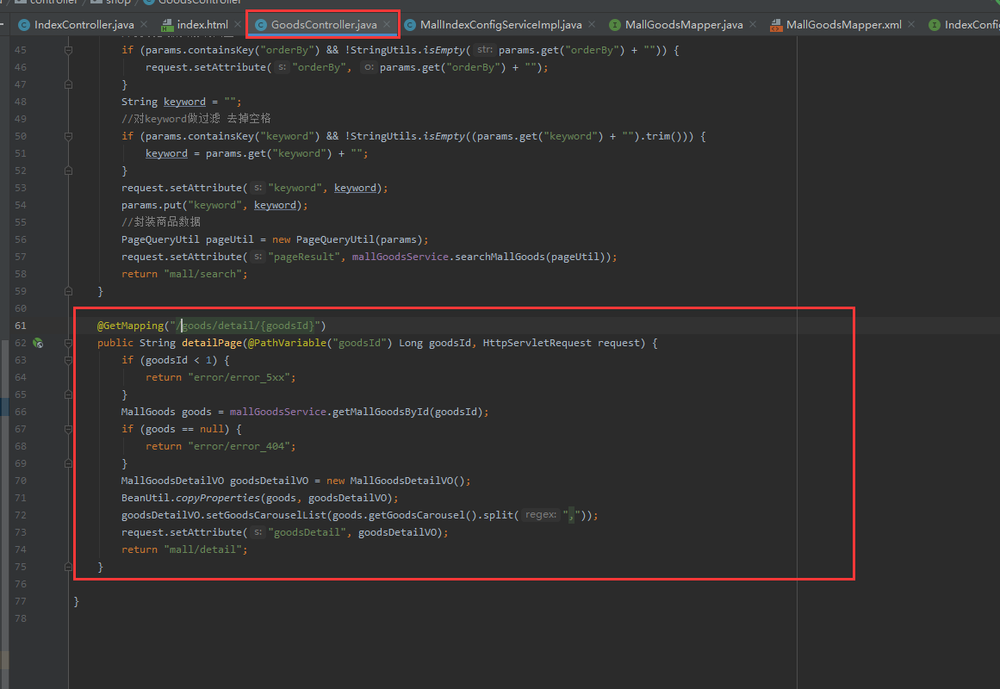 controller shop GoodsController
IndexController.java index.html GoodsController.java MallIndexConfigServiceImpl.java MallGoodsMapper.java MallGoodsMapper.xml
45 if (params.containsKey("orderBy") && !StringUtils.isEmpty( str: params.get("orderBy") + "")) {
46 request.setAttribute( s: "orderBy", o: params.get("orderBy") + "");
47 }
48 String keyword = "";
49 //对keyword做过滤 去掉空格
50 if (params.containsKey("keyword") && !StringUtils.isEmpty((params.get("keyword") + "").trim())) {
51 keyword = params.get("keyword") + "";
52 }
53 request.setAttribute( s: "keyword", keyword);
54 params.put("keyword", keyword);
55 //封装商品数据
56 PageQueryUtil pageUtil = new PageQueryUtil(params);
57 request.setAttribute( s: "pageResult", mallGoodsService.searchMallGoods(pageUtil));
58 return "mall/search";
59 }
60
61 @GetMapping("/goods/detail/{goodsId}")
62 public String detailPage(@PathVariable("goodsId") Long goodsId, HttpServletRequest request) {
63 if (goodsId < 1) {
64 return "error/error_5xx";
65 }
66 MallGoods goods = mallGoodsService.getMallGoodsById(goodsId);
67 if (goods == null) {
68 return "error/error_404";
69 }
70 MallGoodsDetailVO goodsDetailVO = new MallGoodsDetailVO();
71 BeanUtil.copyProperties(goods, goodsDetailVO);
72 goodsDetailVO.setGoodsCarouselList(goods.getGoodsCarousel().split( regex: ","));
73 request.setAttribute( s: "goodsDetail", goodsDetailVO);
74 return "mall/detail";
75 }
76
77 }
78